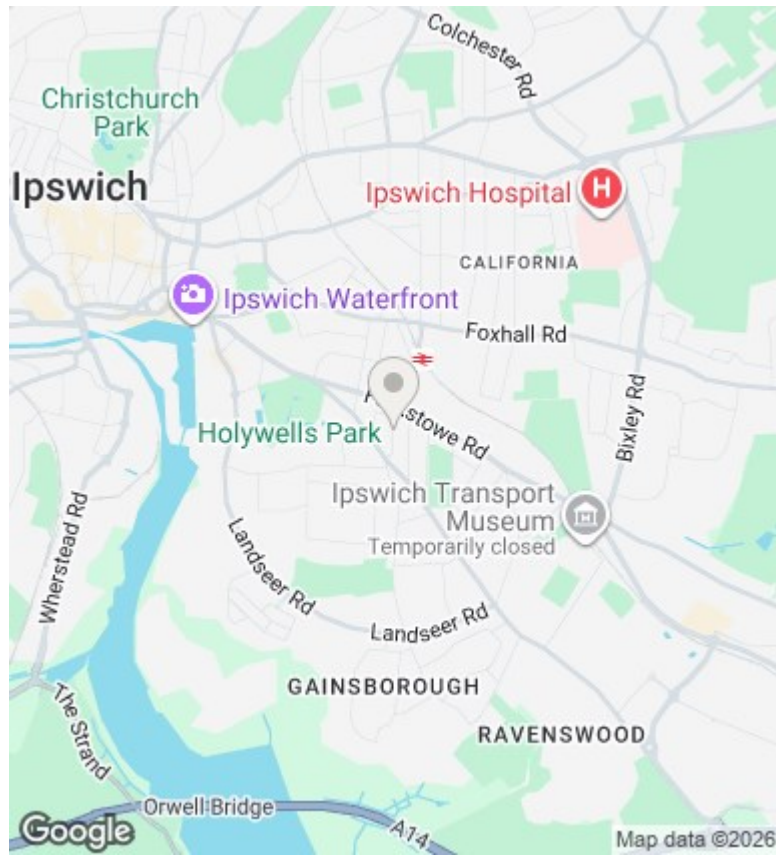 Colchester Rd
Christchurch
Park
Ipswich
Ipswich Hospital
H
CALIFORNIA
Ipswich Waterfront
Foxhall Rd
Bixley Rd
Holywells Park
Ipswich Transport
Museum
Temporarily closed
Wherstead Rd
Landseer Rd
Landseer Rd
GAINSBOROUGH
The Strand
RAVENSWOOD
Orwell Bridge
A14
Google
Map data ©2026